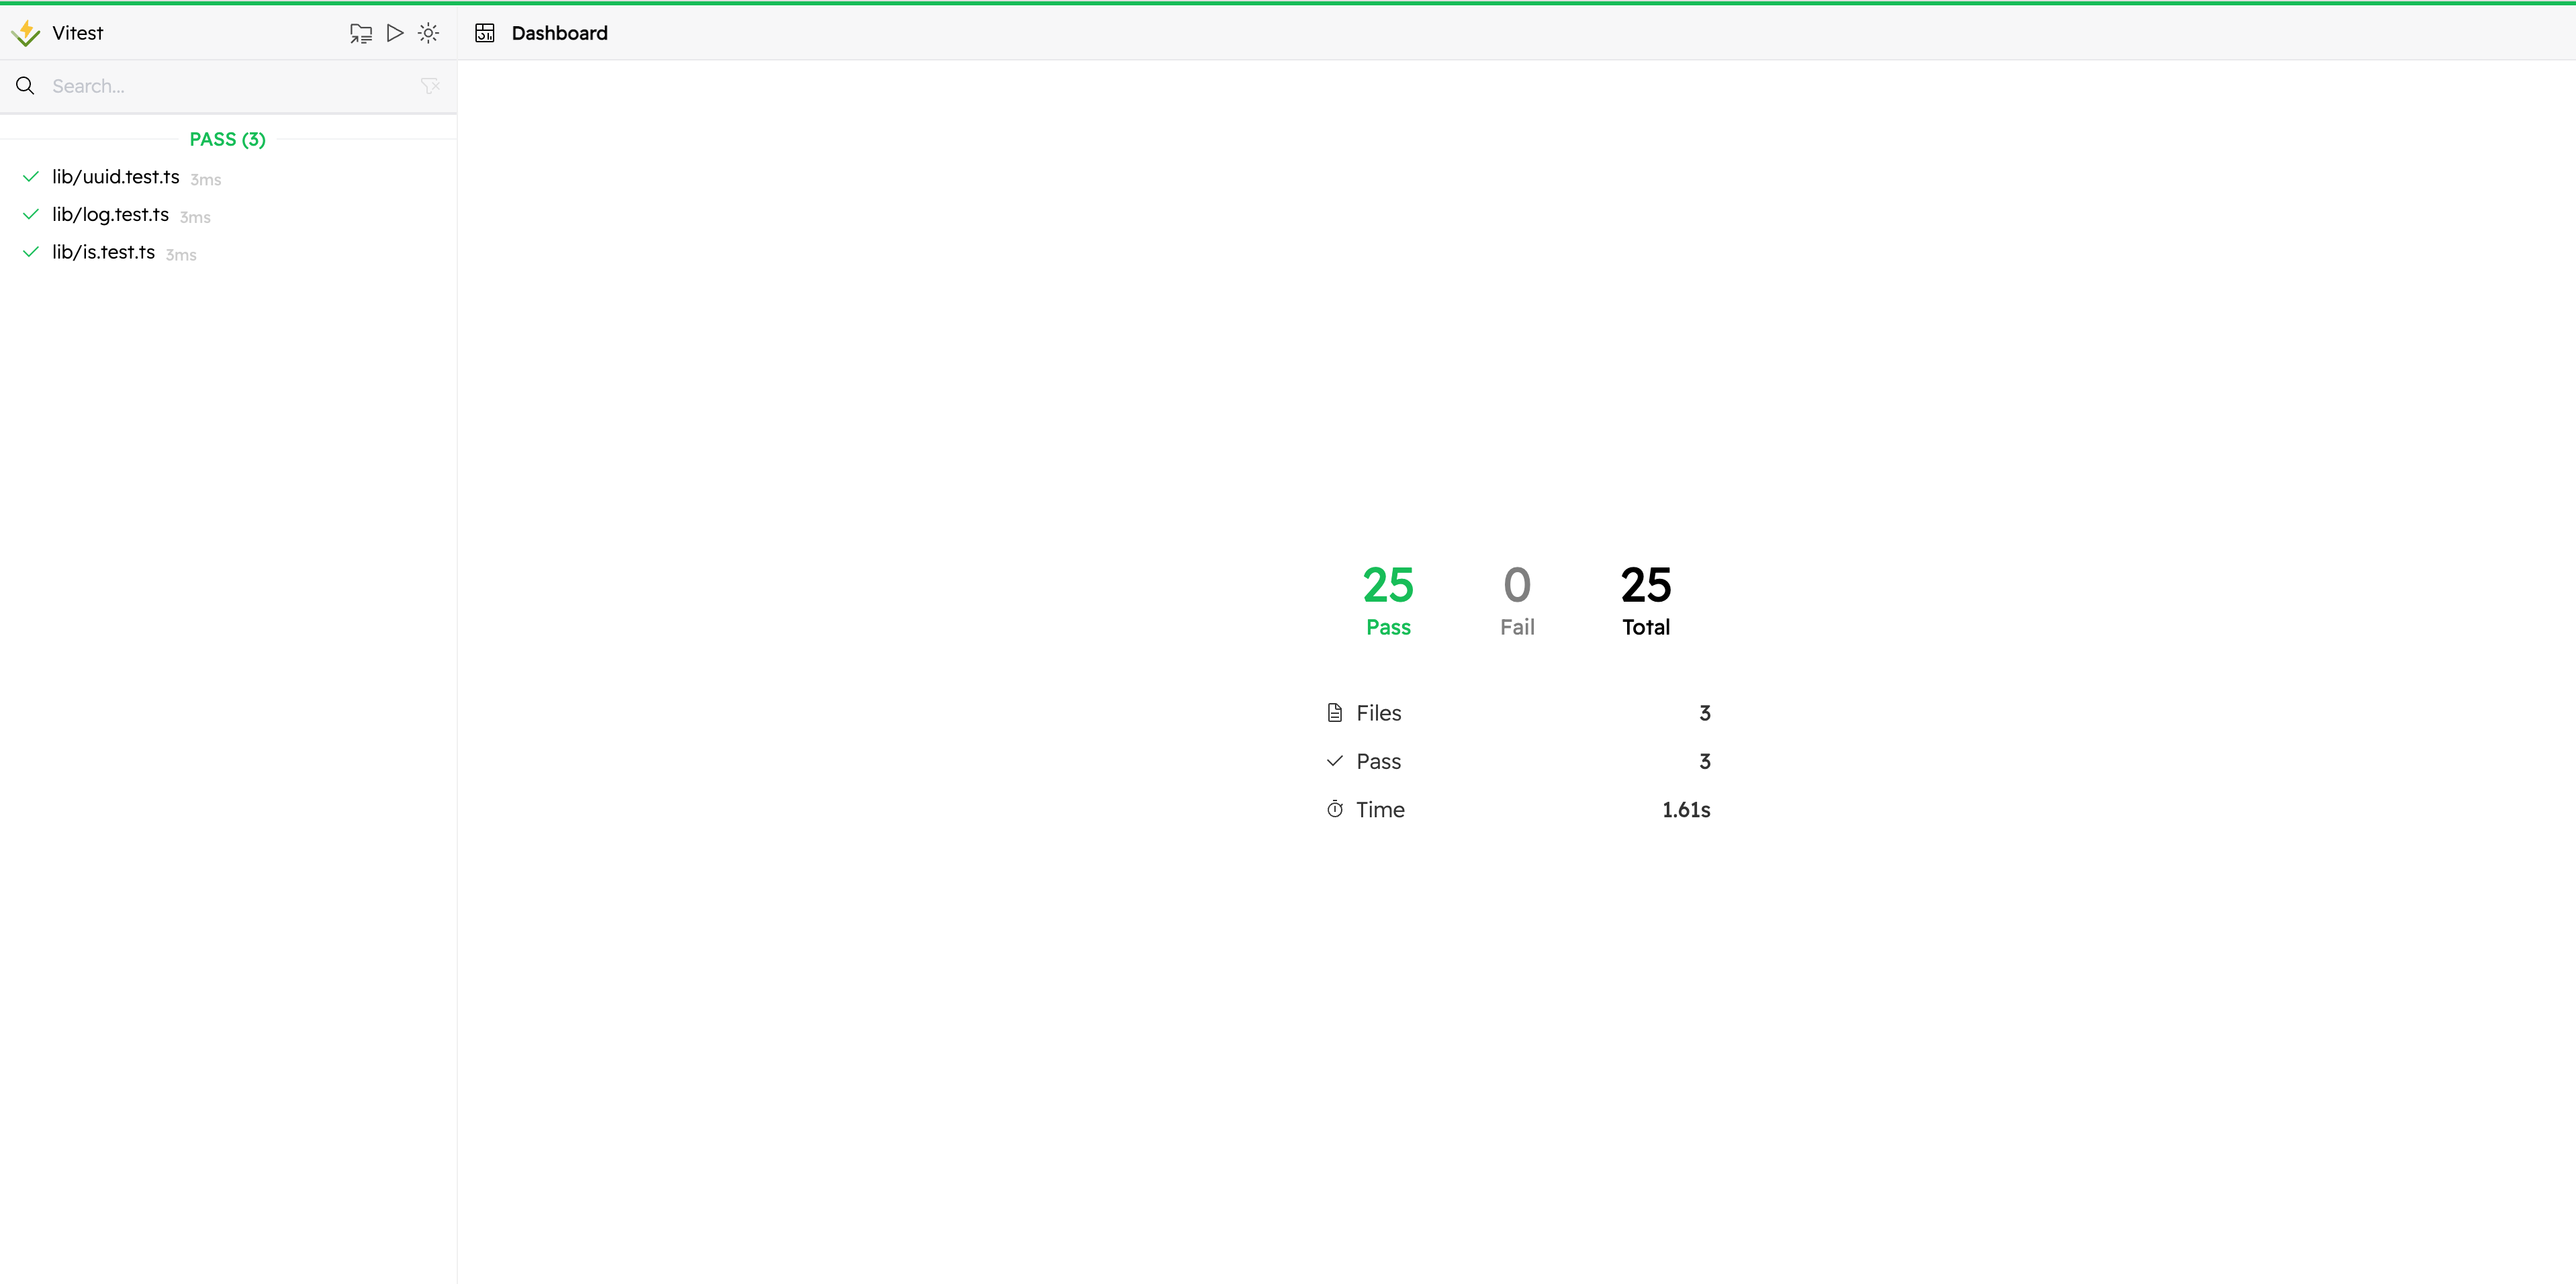 Vitest
Dashboard
Search...
PASS (3)
lib/uuid.test.ts 3ms
lib/log.test.ts 3ms
lib/is.test.ts 3ms
25 0 25
Pass Fail Total
Files 3
Pass 3
Time 1.61s